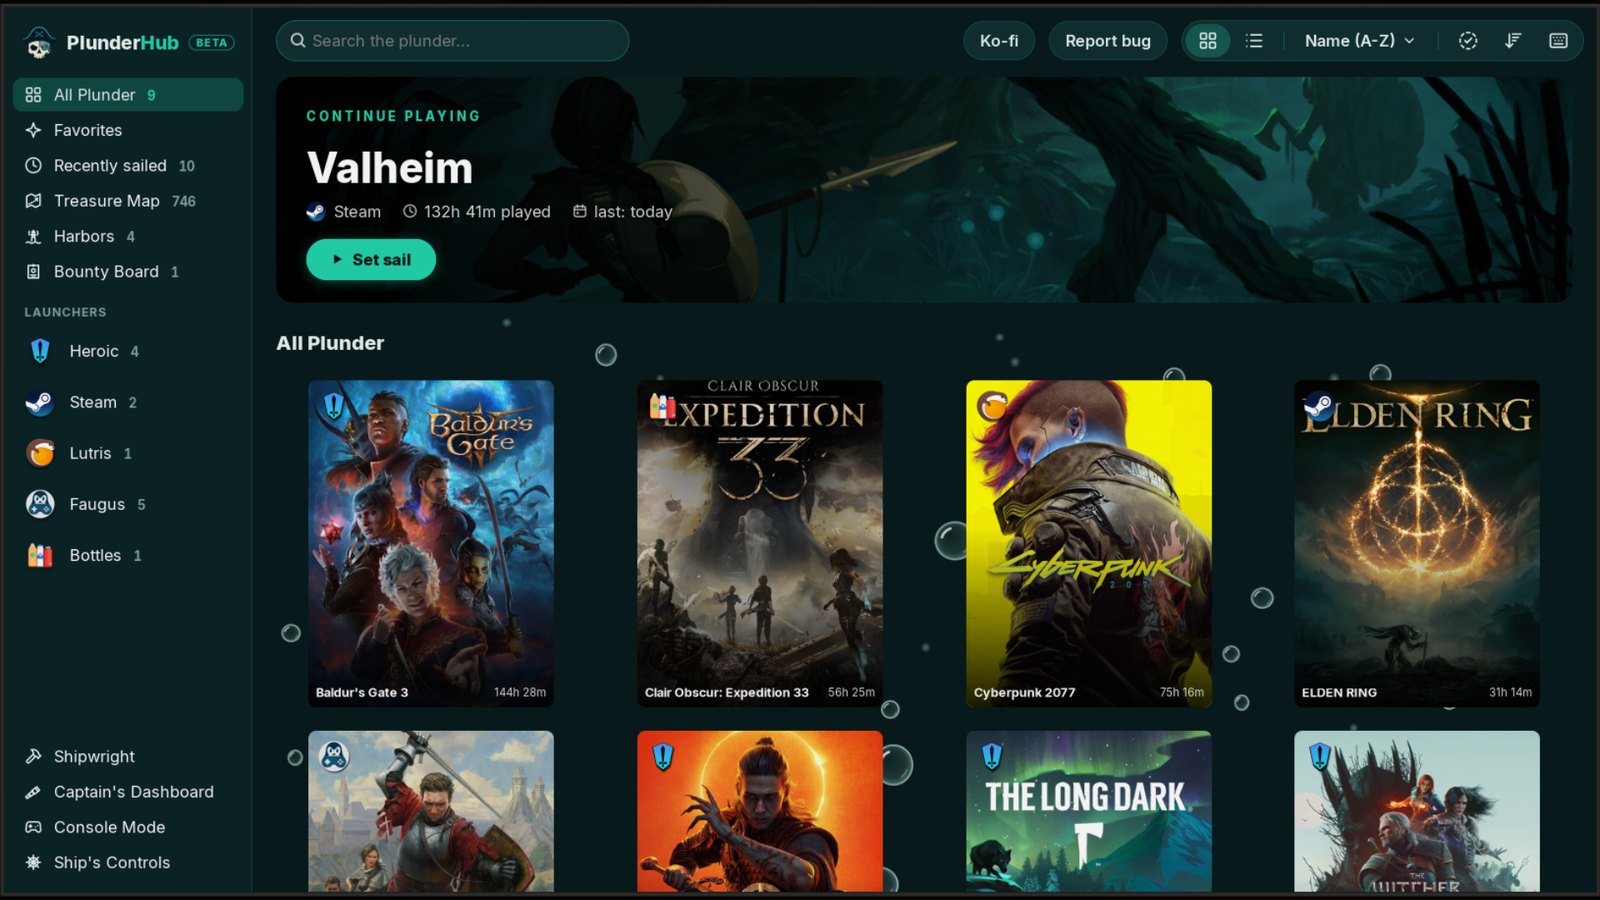 PlunderHub BETA
Search the plunder...
Ko-fi
Report bug
Name (A-Z)
All Plunder 9
Favorites
Recently sailed 10
Treasure Map 746
Harbors 4
Bounty Board 1
LAUNCHERS
Heroic 4
Steam 2
Lutris 1
Faugus 5
Bottles 1
Shipwright
Captain's Dashboard
Console Mode
Ship's Controls
CONTINUE PLAYING
Valheim
Steam 132h 41m played last: today
Set sail
All Plunder
Baldur's
Gate
Baldur's Gate 3 144h 28m
CLAIR OBSCUR
EXPEDITION
33
Clair Obscur: Expedition 33 56h 25m
Cyberpunk
2077
Cyberpunk 2077 75h 16m
ELDEN RING
ELDEN RING 31h 14m
THE LONG DARK
THE
WITCHER